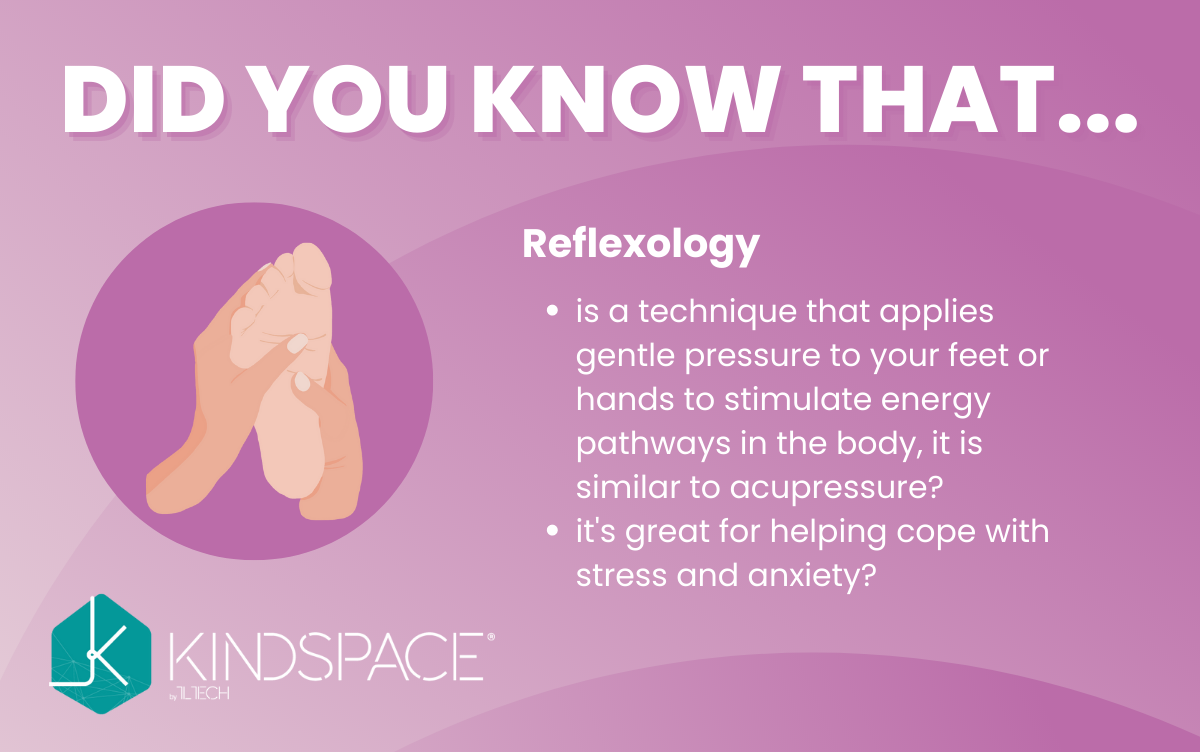 DID YOU KNOW THAT...
Reflexology
• is a technique that applies
gentle pressure to your feet or
hands to stimulate energy
pathways in the body, it is
similar to acupressure?
• it's great for helping cope with
stress and anxiety?
KINDSPACE®
by TLTECH